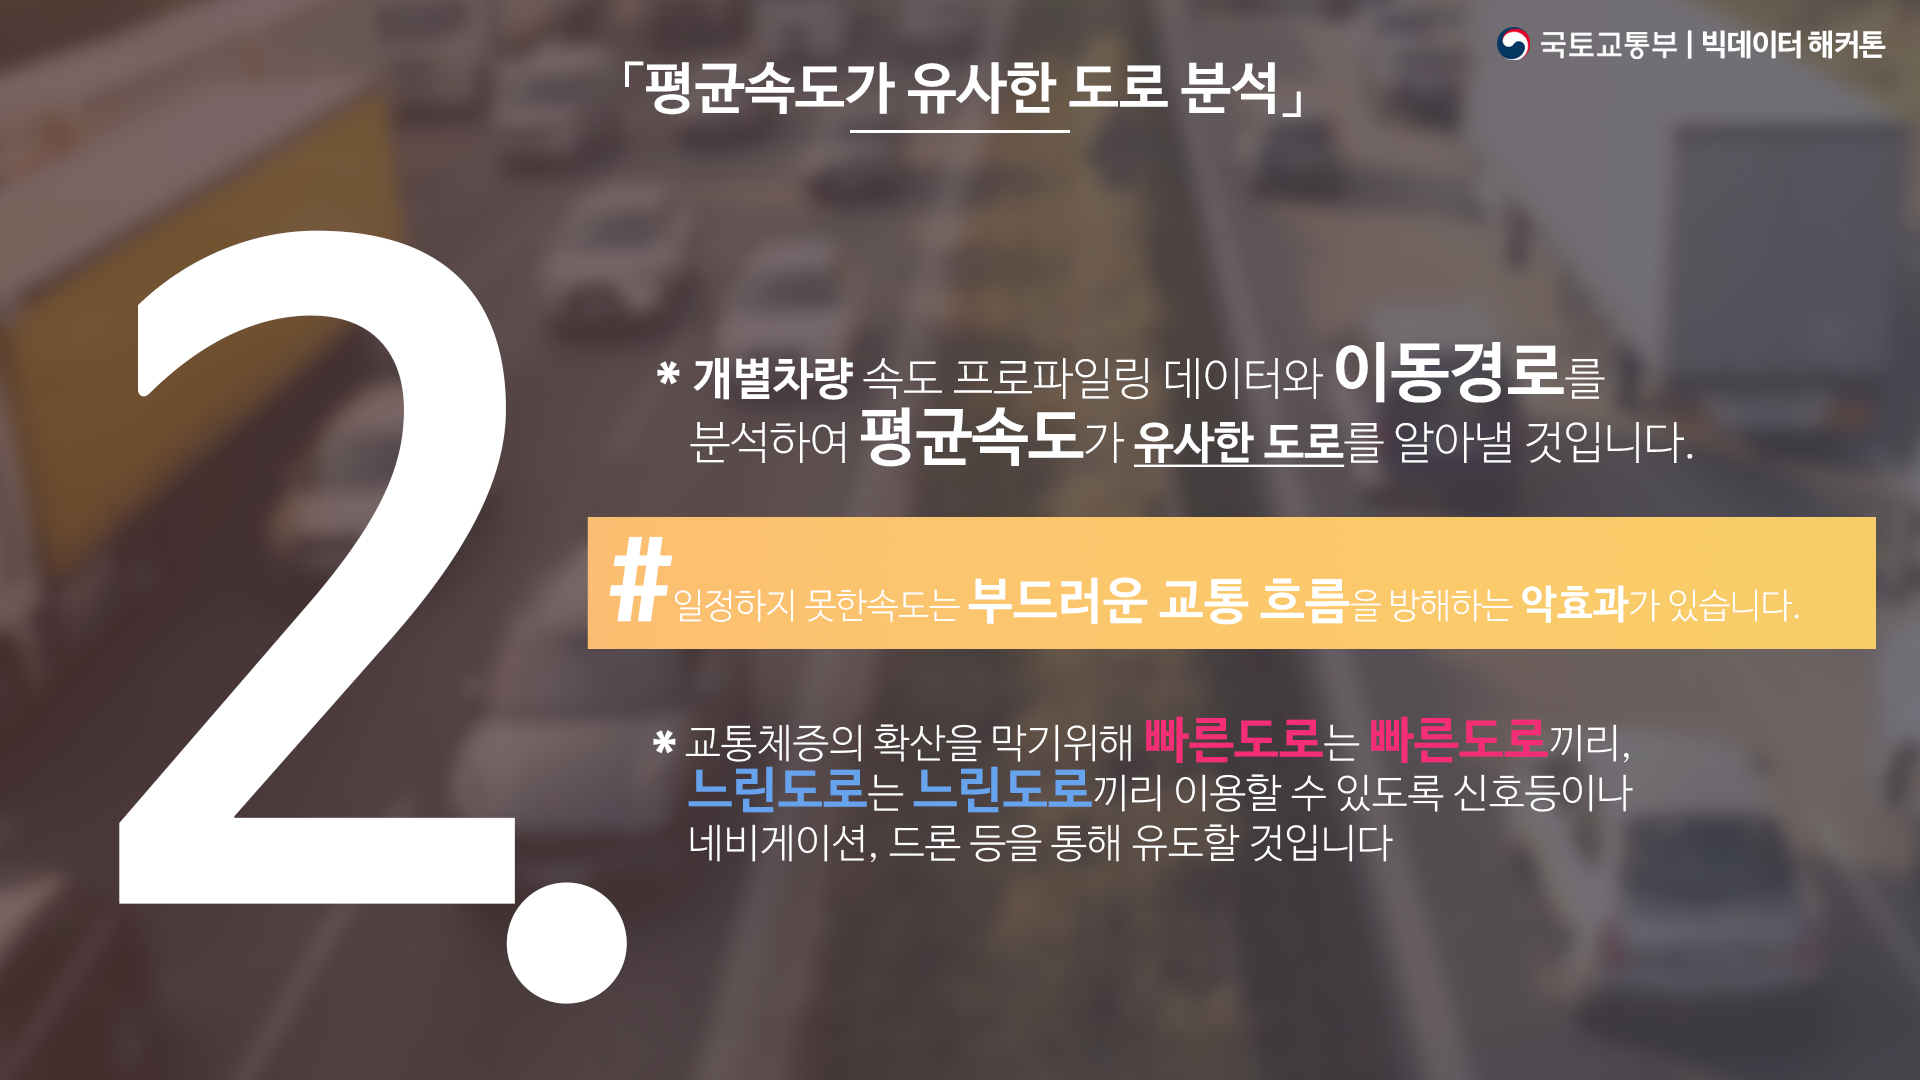 국토교통부 | 빅데이터 해커톤
「평균속도가 유사한 도로 분석」
2.
* 개별차량 속도 프로파일링 데이터와 이동경로를
분석하여 평균속도가 유사한 도로를 알아낼 것입니다.
# 일정하지 못한속도는 부드러운 교통 흐름을 방해하는 악효과가 있습니다.
* 교통체증의 확산을 막기위해 빠른도로는 빠른도로끼리,
느린도로는 느린도로끼리 이용할 수 있도록 신호등이나
네비게이션, 드론 등을 통해 유도할 것입니다